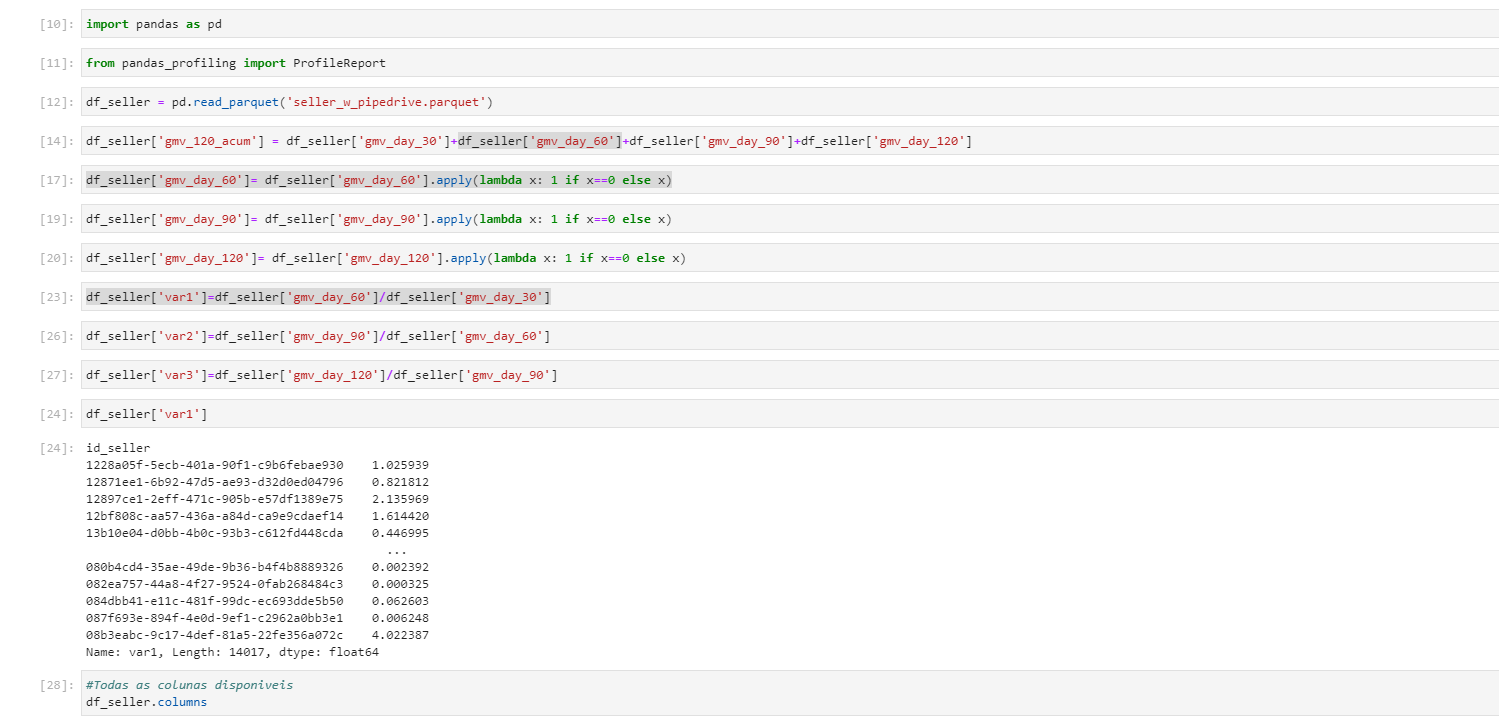 [10]: import pandas as pd
[11]: from pandas_profiling import ProfileReport
[12]: df_seller = pd.read_parquet('seller_w_pipedrive.parquet')
[14]: df_seller['gmv_120_acum'] = df_seller['gmv_day_30']+df_seller['gmv_day_60']+df_seller['gmv_day_90']+df_seller['gmv_day_120']
[17]: df_seller['gmv_day_60']= df_seller['gmv_day_60'].apply(lambda x: 1 if x==0 else x)
[19]: df_seller['gmv_day_90']= df_seller['gmv_day_90'].apply(lambda x: 1 if x==0 else x)
[20]: df_seller['gmv_day_120']= df_seller['gmv_day_120'].apply(lambda x: 1 if x==0 else x)
[23]: df_seller['var1']=df_seller['gmv_day_60']/df_seller['gmv_day_30']
[26]: df_seller['var2']=df_seller['gmv_day_90']/df_seller['gmv_day_60']
[27]: df_seller['var3']=df_seller['gmv_day_120']/df_seller['gmv_day_90']
[24]: df_seller['var1']
[24]: id_seller
1228a05f-5ecb-401a-90f1-c9b6febae930    1.025939
12871ee1-6b92-47d5-ae93-d32d0ed04796    0.821812
12897ce1-2eff-471c-905b-e57df1389e75    2.135969
12bf808c-aa57-436a-a84d-ca9e9cdaef14    1.614420
13b10e04-d0bb-4b0c-93b3-c612fd448cda    0.446995
...
080b4cd4-35ae-49de-9b36-b4f4b8889326    0.002392
082ea757-44a8-4f27-9524-0fab268484c3    0.000325
084dbb41-e11c-481f-99dc-ec693dde5b50    0.062603
087f693e-894f-4e0d-9ef1-c2962a0bb3e1    0.006248
08b3eabc-9c17-4def-81a5-22fe356a072c    4.022387
Name: var1, Length: 14017, dtype: float64
[28]: #Todas as colunas disponiveis
df_seller.columns